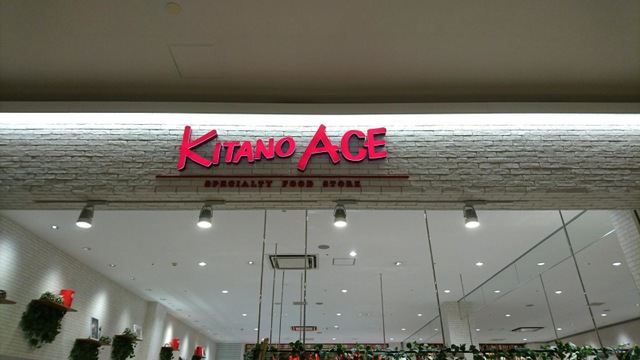 KITANO ACE
SPECIALTY FOOD STORE